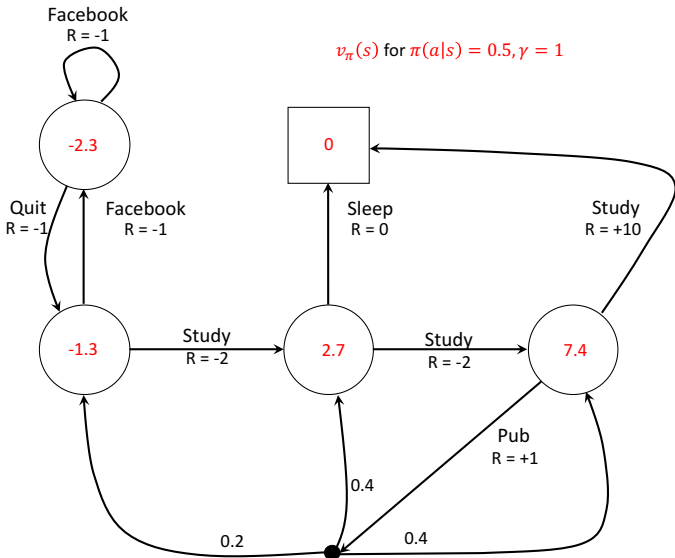 Facebook
R = -1
v_π(s) for π(a|s) = 0.5, γ = 1
-2.3
0
Quit
R = -1
Facebook
R = -1
Sleep
R = 0
Study
R = +10
-1.3
Study
R = -2
2.7
Study
R = -2
7.4
Pub
R = +1
0.4
0.2
0.4